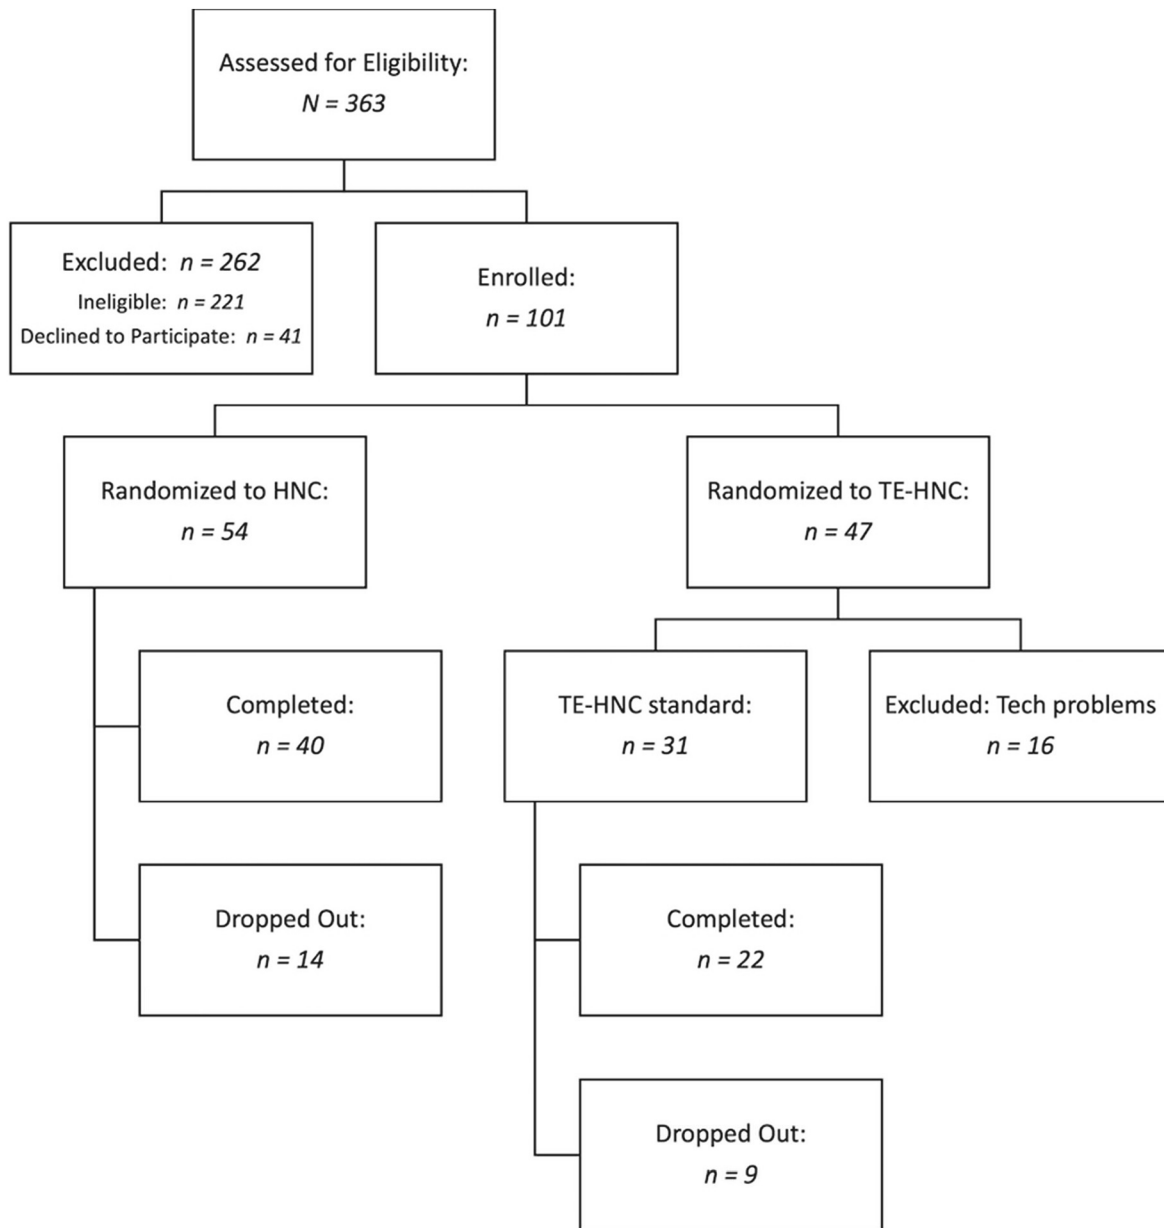 Assessed for Eligibility:
N = 363
Excluded: n = 262
Ineligible: n = 221
Declined to Participate: n = 41
Enrolled:
n = 101
Randomized to HNC:
n = 54
Randomized to TE-HNC:
n = 47
Completed:
n = 40
TE-HNC standard:
n = 31
Excluded: Tech problems
n = 16
Dropped Out:
n = 14
Completed:
n = 22
Dropped Out:
n = 9